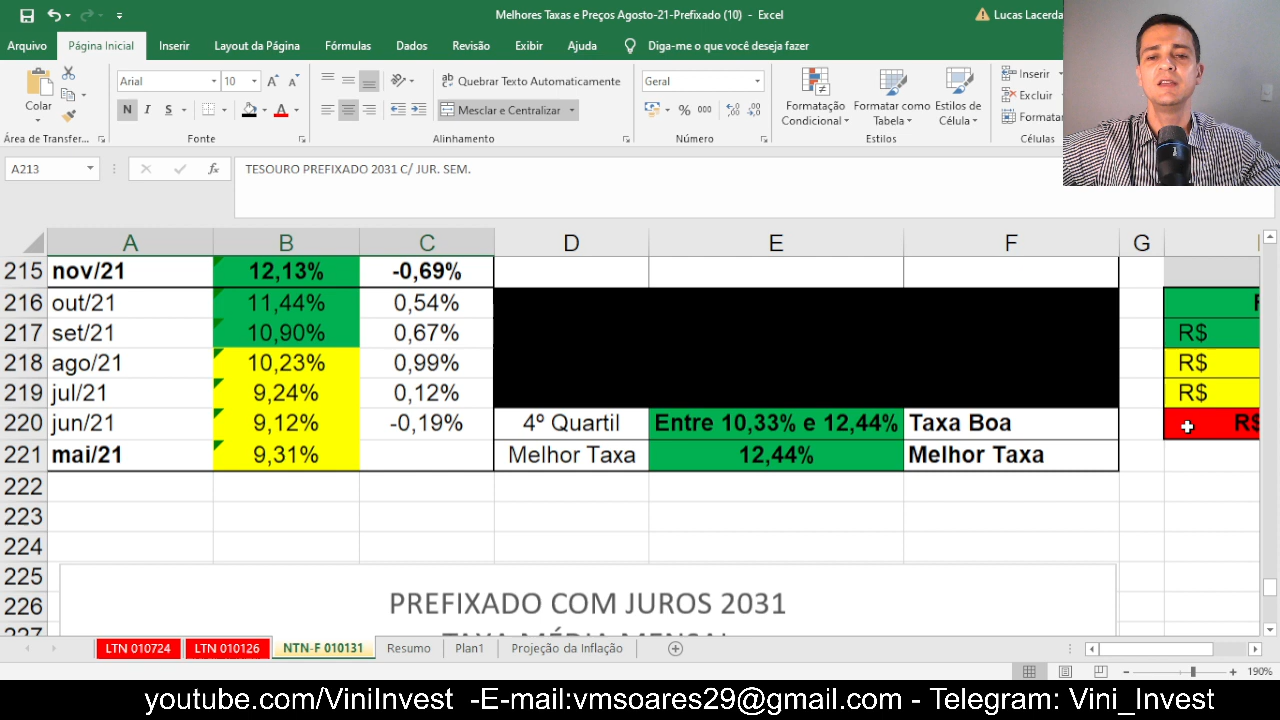 Melhores Taxas e Preços Agosto-21-Prefixado (10) - Excel
Lucas Lacerda
Arquivo Página Inicial Inserir Layout da Página Fórmulas Dados Revisão Exibir Ajuda Diga-me o que você deseja fazer
Arial 10 Quebrar Texto Automaticamente Geral Inserir
Colar Formatação Condicional Formatar como Tabela Estilos de Célula Excluir
N I S Mesclar e Centralizar % 000 Formatar
Área de Transfer... Fonte Alinhamento Número Estilos Células
A213 fx TESOURO PREFIXADO 2031 C/ JUR. SEM.
A B C D E F G
215 nov/21 12,13% -0,69%
216 out/21 11,44% 0,54%
217 set/21 10,90% 0,67% R$
218 ago/21 10,23% 0,99% R$
219 jul/21 9,24% 0,12% R$
220 jun/21 9,12% -0,19% 4º Quartil Entre 10,33% e 12,44% Taxa Boa R$
221 mai/21 9,31% Melhor Taxa 12,44% Melhor Taxa
222
223
224
225
226 PREFIXADO COM JUROS 2031
227 TAXA MÉDIA MENSAL
LTN 010724 LTN 010126 NTN-F 010131 Resumo Plan1 Projeção da Inflação
190%
youtube.com/ViniInvest -E-mail:vmsoares29@gmail.com - Telegram: Vini_Invest